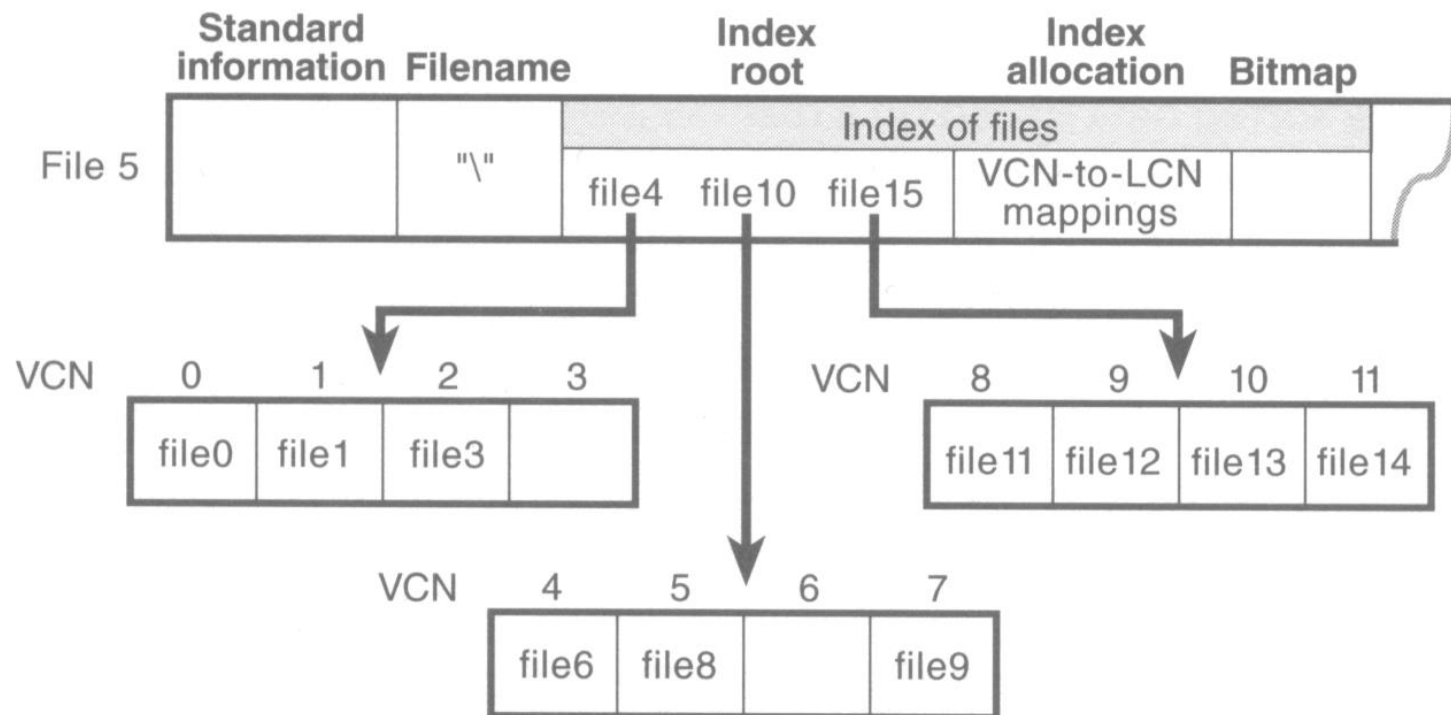 Standard information
Filename
Index root
Index allocation
Bitmap
File 5
"\"
Index of files
file4 file10 file15
VCN-to-LCN mappings
VCN 0 1 2 3
file0 file1 file3
VCN 8 9 10 11
file11 file12 file13 file14
VCN 4 5 6 7
file6 file8 file9